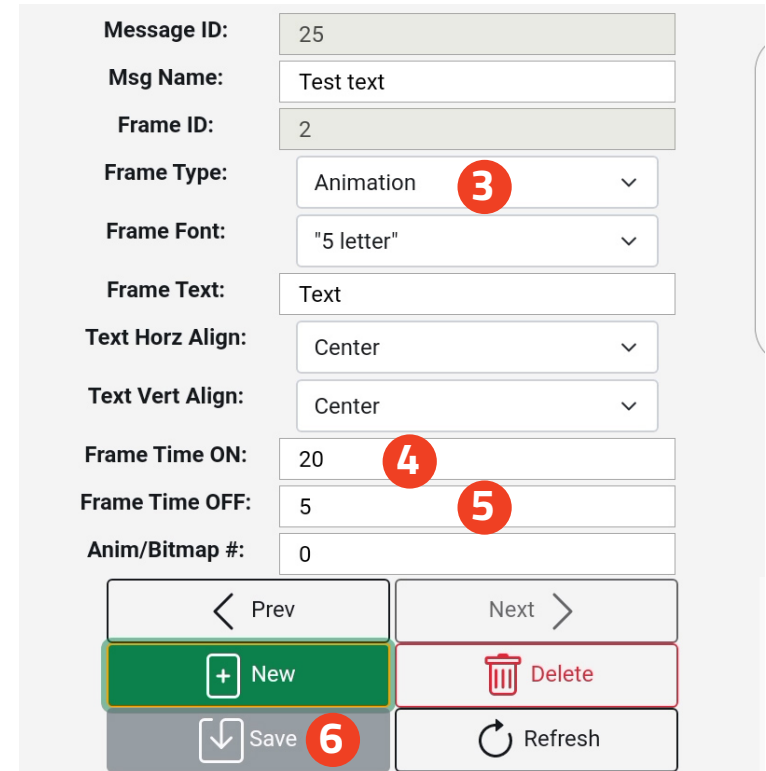 Message ID: 25
Msg Name: Test text
Frame ID: 2
Frame Type: Animation 3
Frame Font: "5 letter"
Frame Text: Text
Text Horz Align: Center
Text Vert Align: Center
Frame Time ON: 20 4
Frame Time OFF: 5 5
Anim/Bitmap #: 0
Prev Next
New Delete
Save 6 Refresh